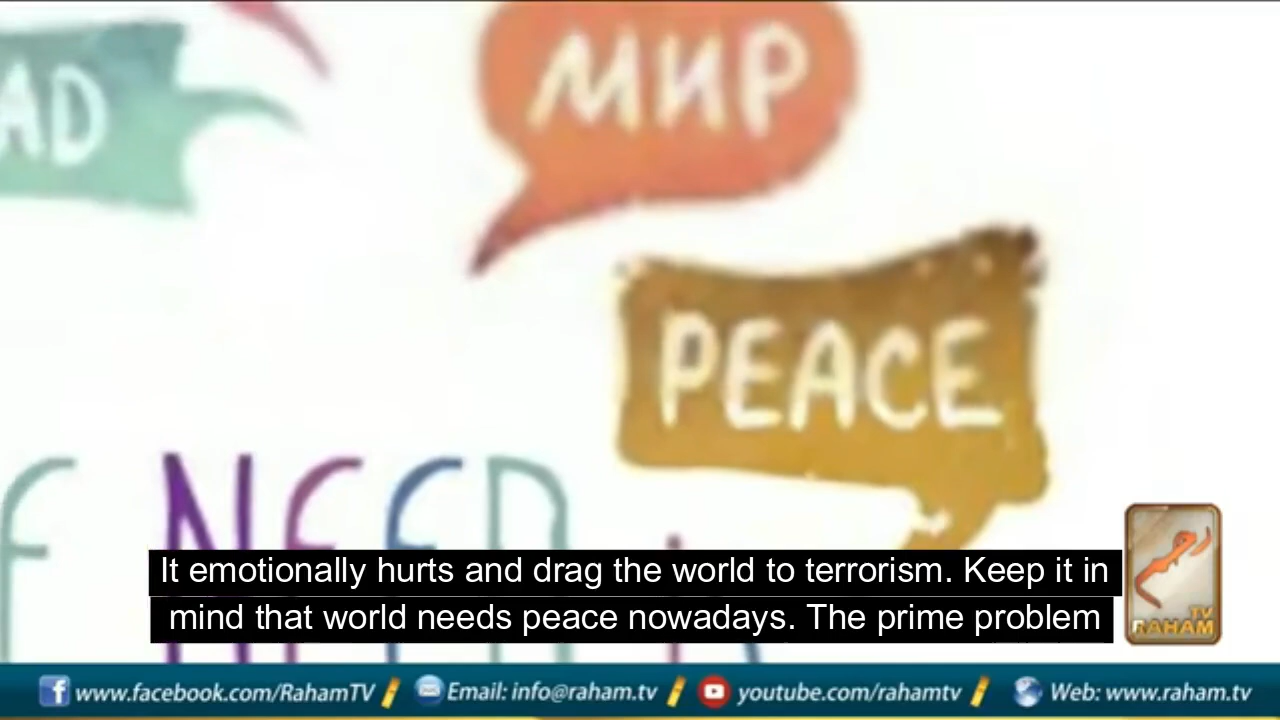 МИР
AD
PEACE
E NEED
It emotionally hurts and drag the world to terrorism. Keep it in
mind that world needs peace nowadays. The prime problem
رحم
TV
RAHAM
www.facebook.com/RahamTV Email: info@raham.tv youtube.com/rahamtv Web: www.raham.tv